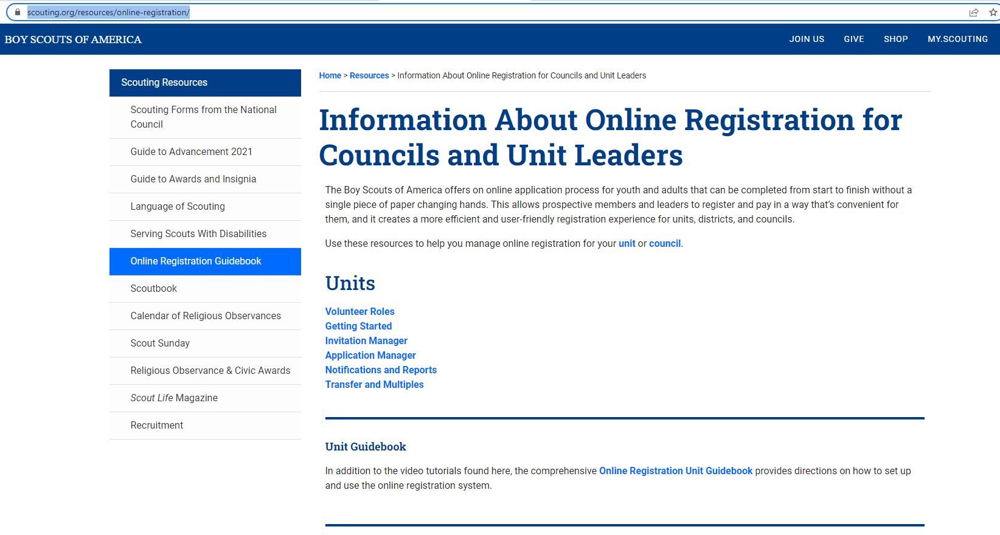 scouting.org/resources/online-registration/
BOY SCOUTS OF AMERICA
JOIN US
GIVE
SHOP
MY.SCOUTING
Scouting Resources
Scouting Forms from the National
Council
Guide to Advancement 2021
Guide to Awards and Insignia
Language of Scouting
Serving Scouts With Disabilities
Online Registration Guidebook
Scoutbook
Calendar of Religious Observances
Scout Sunday
Religious Observance & Civic Awards
Scout Life Magazine
Recruitment
Home > Resources > Information About Online Registration for Councils and Unit Leaders
Information About Online Registration for
Councils and Unit Leaders
The Boy Scouts of America offers on online application process for youth and adults that can be completed from start to finish without a
single piece of paper changing hands. This allows prospective members and leaders to register and pay in a way that’s convenient for
them, and it creates a more efficient and user-friendly registration experience for units, districts, and councils.
Use these resources to help you manage online registration for your unit or council.
Units
Volunteer Roles
Getting Started
Invitation Manager
Application Manager
Notifications and Reports
Transfer and Multiples
Unit Guidebook
In addition to the video tutorials found here, the comprehensive Online Registration Unit Guidebook provides directions on how to set up
and use the online registration system.